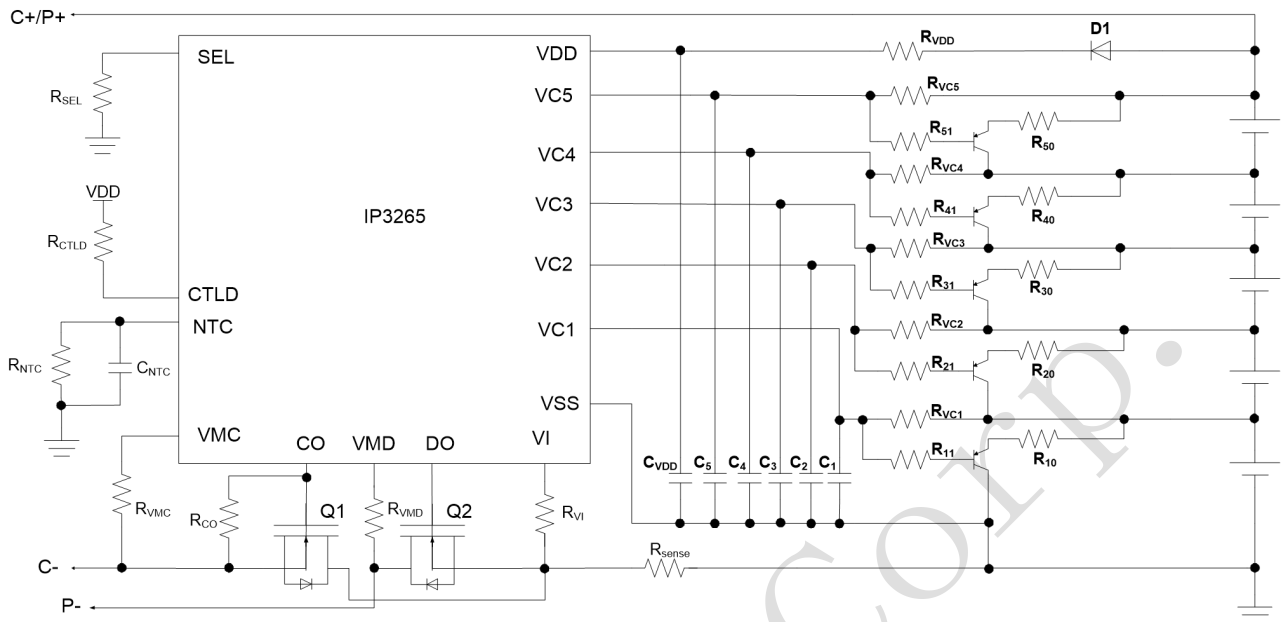 C+/P+
D1
SEL
VDD
RVDD
RSEL
VC5
RVC5
R51
R50
VC4
RVC4
VDD
IP3265
VC3
R41
R40
RCTLD
RVC3
VC2
R31
R30
CTLD
NTC
VC1
RVC2
RNTC
CNTC
R21
R20
VSS
RVC1
VMC
CO
VMD
DO
VI
R11
R10
CVDD
C5
C4
C3
C2
C1
RVMC
RCO
Q1
RVMD
Q2
RVI
Rsense
C-
P-
Corp.